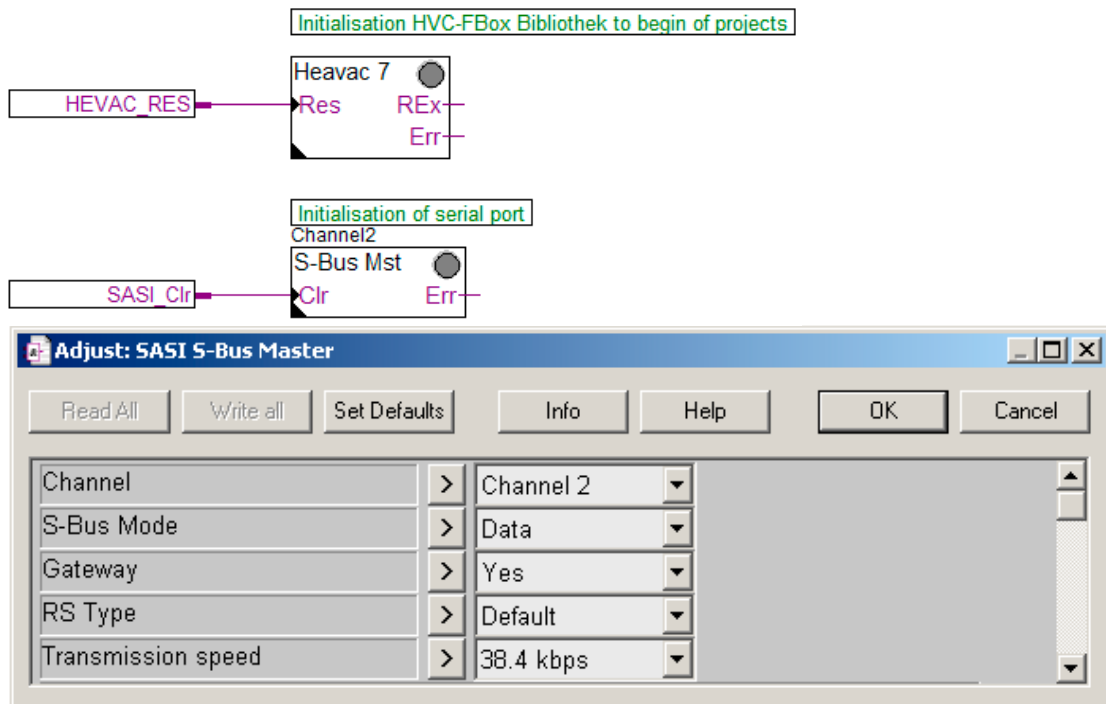 Initialisation HVC-FBox Bibliothek to begin of projects
Heavac 7
HEVAC_RES
Res REx
Err
Initialisation of serial port
Channel2
S-Bus Mst
SASI_Clr
Clr Err
Adjust: SASI S-Bus Master
Read All Write all Set Defaults Info Help OK Cancel
Channel > Channel 2
S-Bus Mode > Data
Gateway > Yes
RS Type > Default
Transmission speed > 38.4 kbps